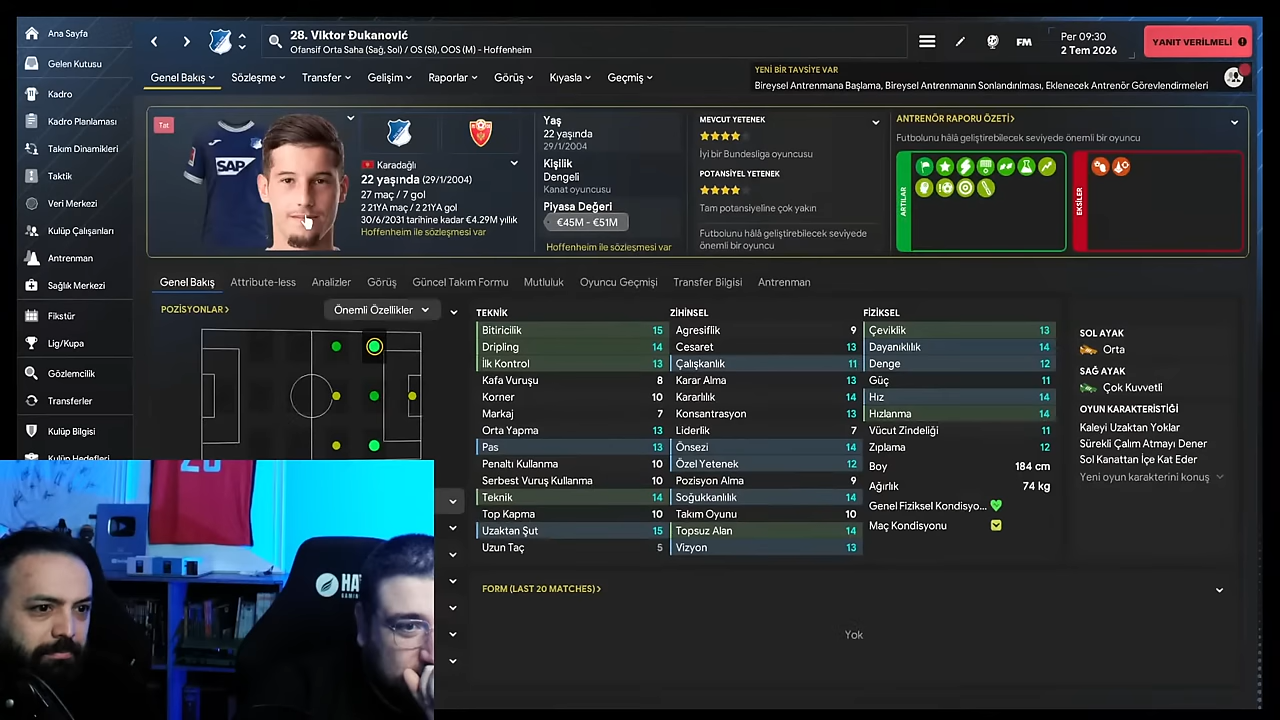 Ana Sayfa
Gelen Kutusu
Kadro
Kadro Planlaması
Takım Dinamikleri
Taktik
Veri Merkezi
Kulüp Çalışanları
Antrenman
Sağlık Merkezi
Fikstür
Lig/Kupa
Gözlemcilik
Transferler
Kulüp Bilgisi
Kulüp Hedefleri
28. Viktor Đukanović
Ofansif Orta Saha (Sağ, Sol) / OS (Sl), OOS (M) - Hoffenheim
FM
Per 09:30
2 Tem 2026
YANIT VERİLMELİ
Genel Bakış
Sözleşme
Transfer
Gelişim
Raporlar
Görüş
Kıyasla
Geçmiş
YENİ BİR TAVSİYE VAR
Bireysel Antrenmana Başlama, Bireysel Antrenmanın Sonlandırılması, Eklenecek Antrenör Görevlendirmeleri
Tat
SAP
Karadağlı
22 yaşında (29/1/2004)
27 maç / 7 gol
2 21YA maç / 2 21YA gol
30/6/2031 tarihine kadar €4.29M yıllık
Hoffenheim ile sözleşmesi var
Yaş
22 yaşında
29/1/2004
Kişilik
Dengeli
Kanat oyuncusu
Piyasa Değeri
€45M - €51M
Hoffenheim ile sözleşmesi var
MEVCUT YETENEK
İyi bir Bundesliga oyuncusu
POTANSİYEL YETENEK
Tam potansiyeline çok yakın
Futbolunu hâlâ geliştirebilecek seviyede
önemli bir oyuncu
ANTRENÖR RAPORU ÖZETİ
Futbolunu hâlâ geliştirebilecek seviyede önemli bir oyuncu
ARTILAR
EKSİLER
Genel Bakış
Attribute-less
Analizler
Görüş
Güncel Takım Formu
Mutluluk
Oyuncu Geçmişi
Transfer Bilgisi
Antrenman
POZİSYONLAR
Önemli Özellikler
TEKNİK
Bitiricilik 15
Dripling 14
İlk Kontrol 13
Kafa Vuruşu 8
Korner 10
Markaj 7
Orta Yapma 13
Pas 13
Penaltı Kullanma 10
Serbest Vuruş Kullanma 10
Teknik 14
Top Kapma 10
Uzaktan Şut 15
Uzun Taç 5
ZİHİNSEL
Agresiflik 9
Cesaret 13
Çalışkanlık 11
Karar Alma 13
Kararlılık 14
Konsantrasyon 13
Liderlik 7
Önsezi 14
Özel Yetenek 12
Pozisyon Alma 9
Soğukkanlılık 14
Takım Oyunu 10
Topsuz Alan 14
Vizyon 13
FİZİKSEL
Çeviklik 13
Dayanıklılık 14
Denge 12
Güç 11
Hız 14
Hızlanma 14
Vücut Zindeliği 11
Zıplama 12
Boy 184 cm
Ağırlık 74 kg
Genel Fiziksel Kondisyo...
Maç Kondisyonu
SOL AYAK
Orta
SAĞ AYAK
Çok Kuvvetli
OYUN KARAKTERİSTİĞİ
Kaleyi Uzaktan Yoklar
Sürekli Çalım Atmayı Dener
Sol Kanattan İçe Kat Eder
Yeni oyun karakterini konuş
FORM (LAST 20 MATCHES)
Yok